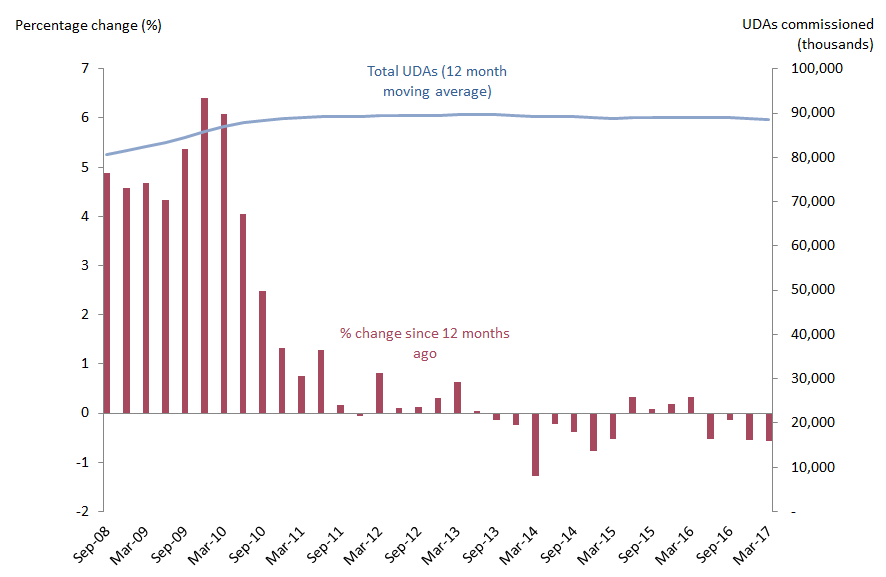 Percentage change (%)
UDAs commissioned
(thousands)
7
6
5
4
3
2
1
0
-1
-2
Total UDAs (12 month
moving average)
% change since 12 months
ago
100,000
90,000
80,000
70,000
60,000
50,000
40,000
30,000
20,000
10,000
-
Sep-08
Mar-09
Sep-09
Mar-10
Sep-10
Mar-11
Sep-11
Mar-12
Sep-12
Mar-13
Sep-13
Mar-14
Sep-14
Mar-15
Sep-15
Mar-16
Sep-16
Mar-17